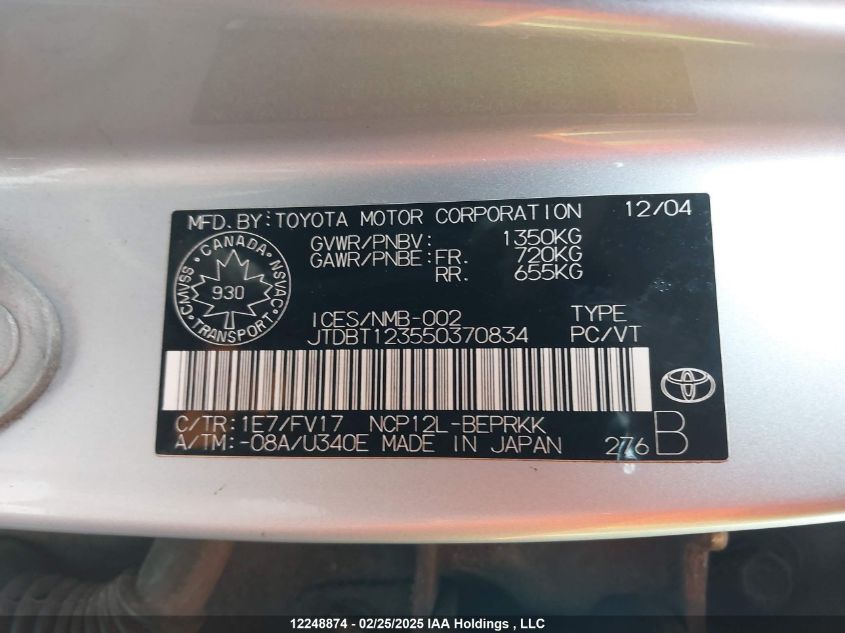 MFD.BY:TOYOTA MOTOR CORPORATION 12/04
GVWR/PNBV: 1350KG
GAWR/PNBE:FR. 720KG
RR. 655KG
CANADA
CMVSS 930 NSVAC
TRANSPORT
ICES/NMB-002 TYPE
JTDBT123550370834 PC/VT
C/TR:1E7/FV17 NCP12L-BEPRKK
A/TM:-08A/U340E MADE IN JAPAN 276 B
12248874 - 02/25/2025 IAA Holdings , LLC